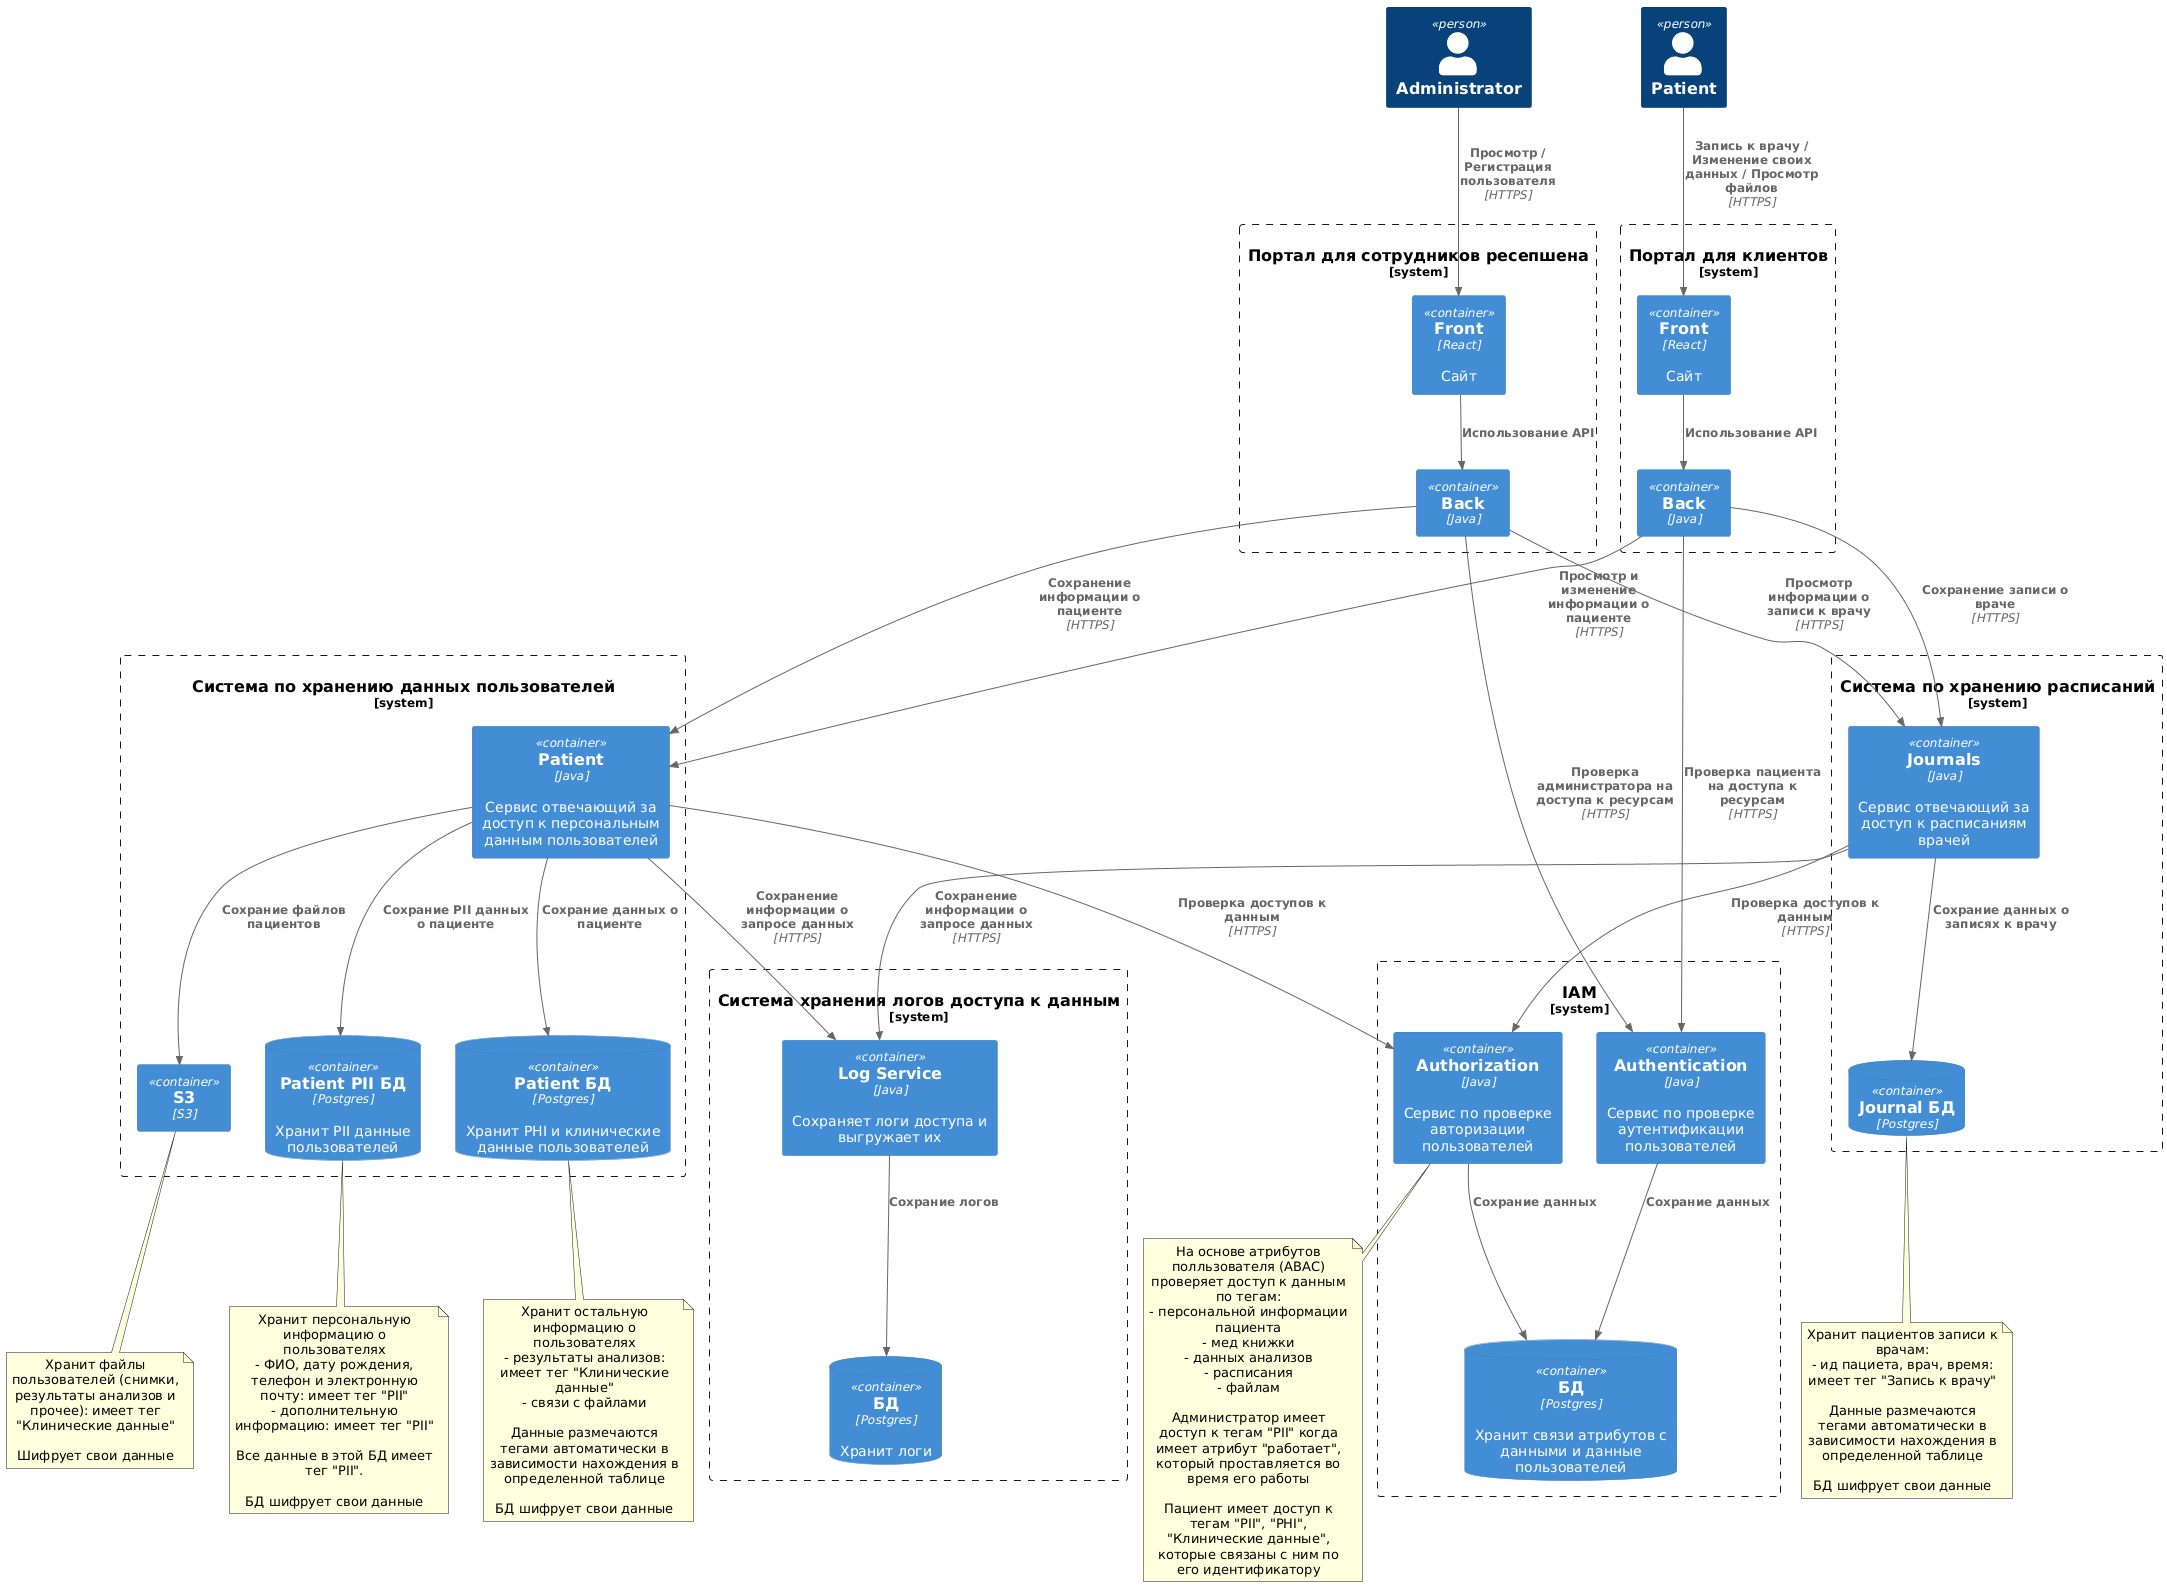 «person»
Administrator
«person»
Patient
Просмотр /
Регистрация
пользователя
[HTTPS]
Запись к врачу /
Изменение своих
данных / Просмотр
файлов
[HTTPS]
Портал для сотрудников ресепшена
[system]
«container»
Front
[React]
Сайт
Использование API
«container»
Back
[Java]
Портал для клиентов
[system]
«container»
Front
[React]
Сайт
Использование API
«container»
Back
[Java]
Сохранение
информации о
пациенте
[HTTPS]
Просмотр и
изменение
информации о
пациенте
[HTTPS]
Просмотр
информации о
записи к врачу
[HTTPS]
Сохранение записи о
враче
[HTTPS]
Система по хранению данных пользователей
[system]
«container»
Patient
[Java]
Сервис отвечающий за
доступ к персональным
данным пользователей
Проверка
администратора на
доступа к ресурсам
[HTTPS]
Проверка пациента
на доступа к
ресурсам
[HTTPS]
Система по хранению расписаний
[system]
«container»
Journals
[Java]
Сервис отвечающий за
доступ к расписаниям
врачей
Сохрание файлов
пациентов
Сохрание PII данных
о пациенте
Сохрание данных о
пациенте
Сохранение
информации о
запросе данных
[HTTPS]
Сохранение
информации о
запросе данных
[HTTPS]
Проверка доступов к
данным
[HTTPS]
Проверка доступов к
данным
[HTTPS]
Сохрание данных о
записях к врачу
«container»
S3
[S3]
«container»
Patient PII БД
[Postgres]
Хранит PII данные
пользователей
«container»
Patient БД
[Postgres]
Хранит PHI и клинические
данные пользователей
Система хранения логов доступа к данным
[system]
«container»
Log Service
[Java]
Сохраняет логи доступа и
выгружает их
Сохрание логов
«container»
БД
[Postgres]
Хранит логи
IAM
[system]
«container»
Authorization
[Java]
Сервис по проверке
авторизации
пользователей
«container»
Authentication
[Java]
Сервис по проверке
аутентификации
пользователей
Сохрание данных
Сохрание данных
«container»
БД
[Postgres]
Хранит связи атрибутов с
данными и данные
пользователей
«container»
Journal БД
[Postgres]
Хранит файлы
пользователей (снимки,
результаты анализов и
прочее): имеет тег
"Клинические данные"
Шифрует свои данные
Хранит персональную
информацию о
пользователях
- ФИО, дату рождения,
телефон и электронную
почту: имеет тег "PII"
- дополнительную
информацию: имеет тег "PII"
Все данные в этой БД имеет
тег "PII".
БД шифрует свои данные
Хранит остальную
информацию о
пользователях
- результаты анализов:
имеет тег "Клинические
данные"
- связи с файлами
Данные размечаются
тегами автоматически в
зависимости нахождения в
определенной таблице
БД шифрует свои данные
На основе атрибутов
полльзователя (ABAC)
проверяет доступ к данным
по тегам:
- персональной информации
пациента
- мед книжки
- данных анализов
- расписания
- файлам
Администратор имеет
доступ к тегам "PII" когда
имеет атрибут "работает",
который проставляется во
время его работы
Пациент имеет доступ к
тегам "PII", "PHI",
"Клинические данные",
которые связаны с ним по
его идентификатору
Хранит пациентов записи к
врачам:
- ид пациета, врач, время:
имеет тег "Запись к врачу"
Данные размечаются
тегами автоматически в
зависимости нахождения в
определенной таблице
БД шифрует свои данные